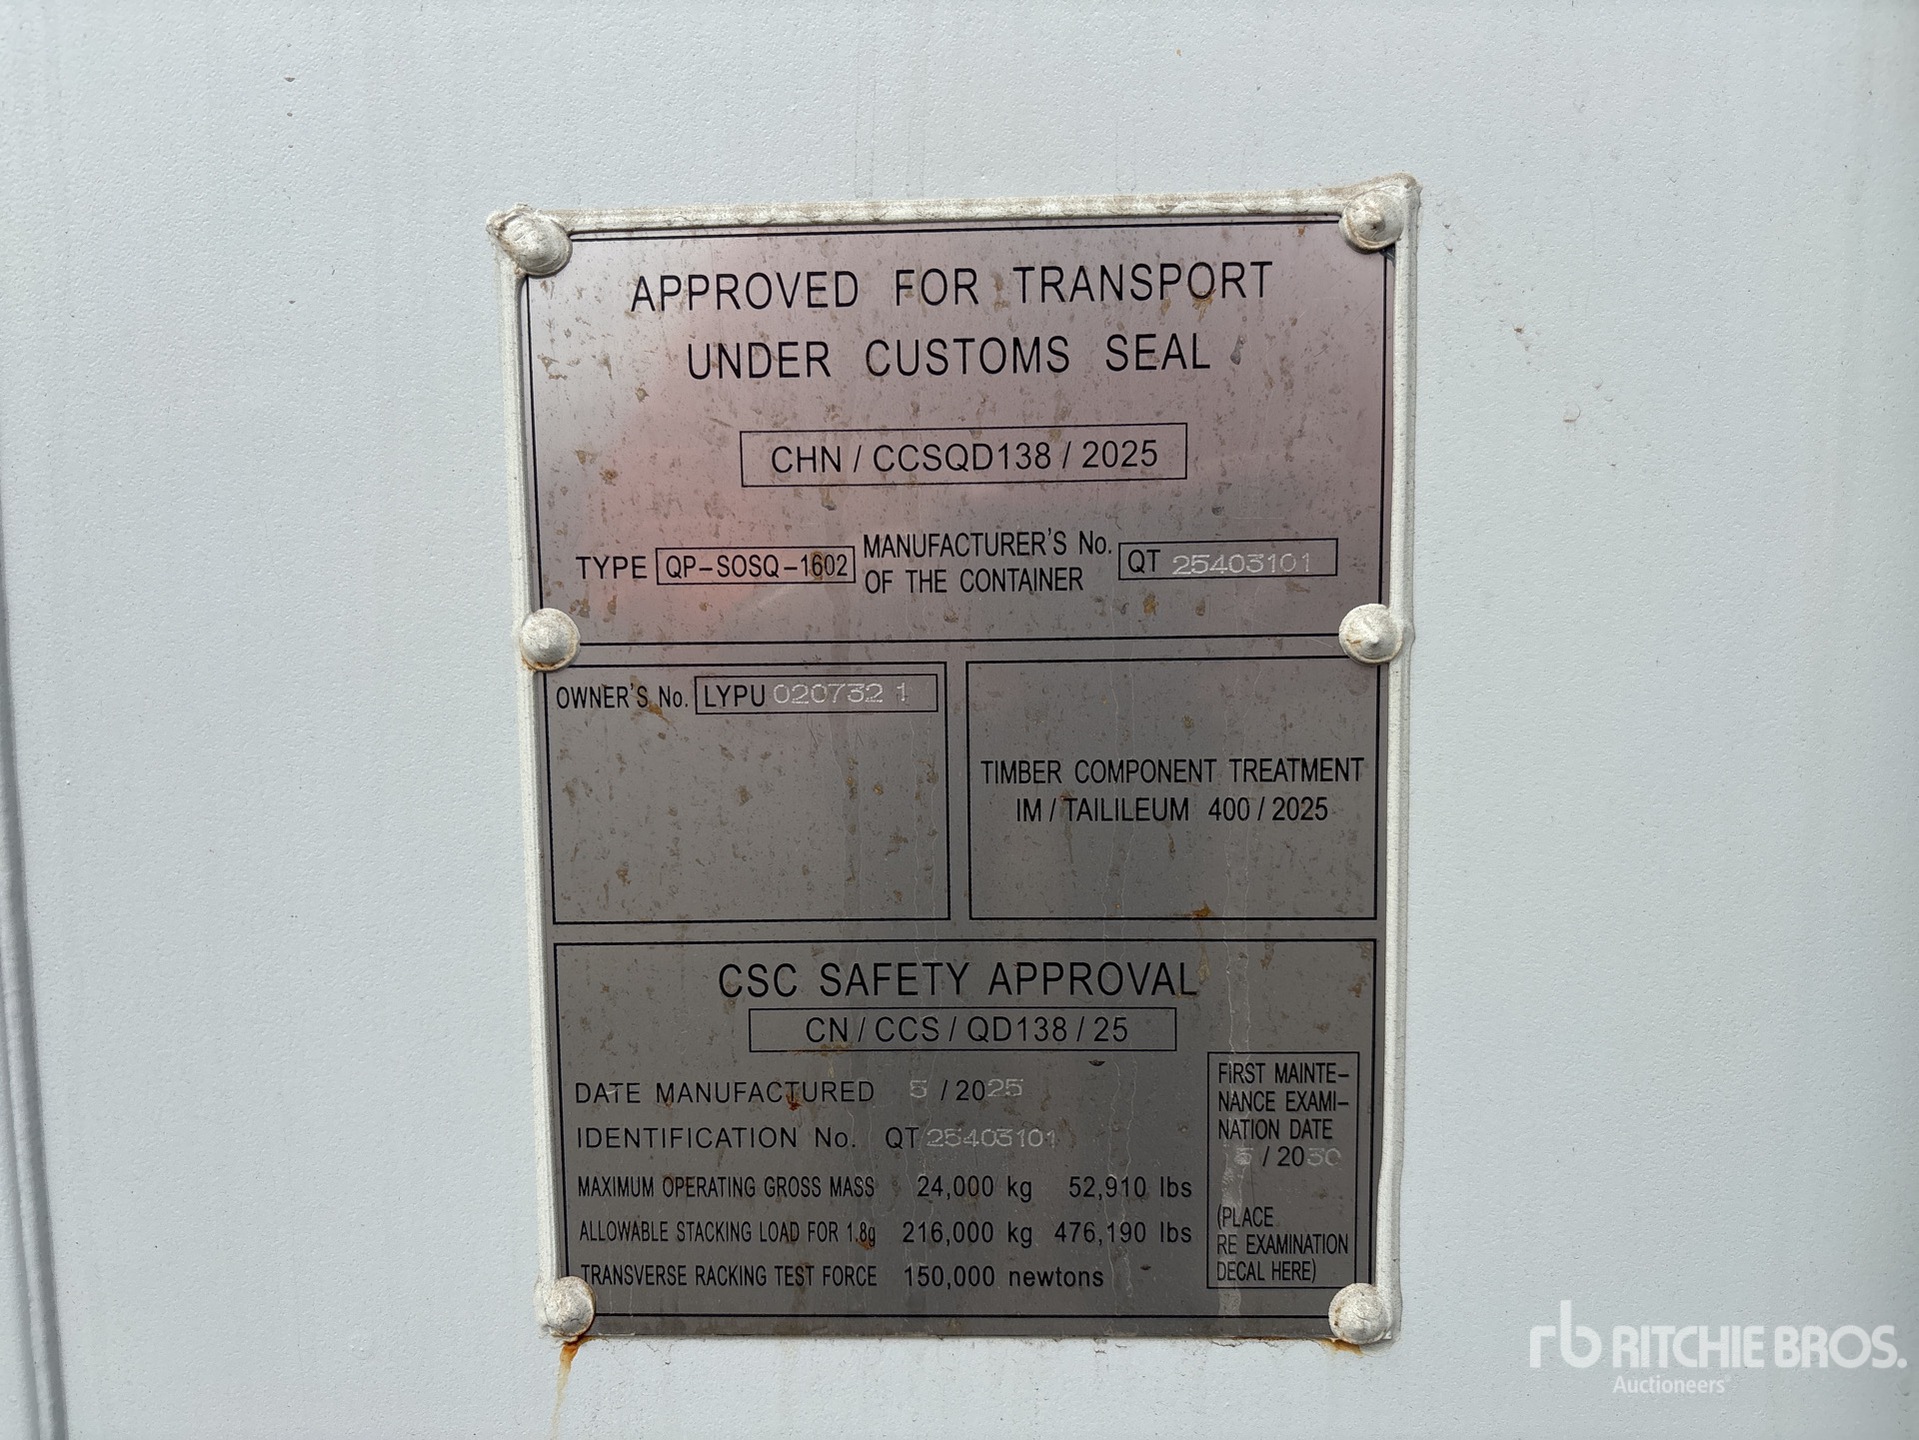 APPROVED FOR TRANSPORT
UNDER CUSTOMS SEAL
CHN / CCSQD138 / 2025
TYPE QP-SOSQ-1602 MANUFACTURER'S No. OF THE CONTAINER QT 25403101
OWNER'S No. LYPU 020732 1
TIMBER COMPONENT TREATMENT
IM / TAILILEUM 400 / 2025
CSC SAFETY APPROVAL
CN / CCS / QD138 / 25
DATE MANUFACTURED 5 / 2025
IDENTIFICATION No. QT 25403101
MAXIMUM OPERATING GROSS MASS 24,000 kg 52,910 lbs
ALLOWABLE STACKING LOAD FOR 1.8g 216,000 kg 476,190 lbs
TRANSVERSE RACKING TEST FORCE 150,000 newtons
FIRST MAINTE-
NANCE EXAMI-
NATION DATE
5 / 2030
(PLACE
RE EXAMINATION
DECAL HERE)
rb RITCHIE BROS.
Auctioneers